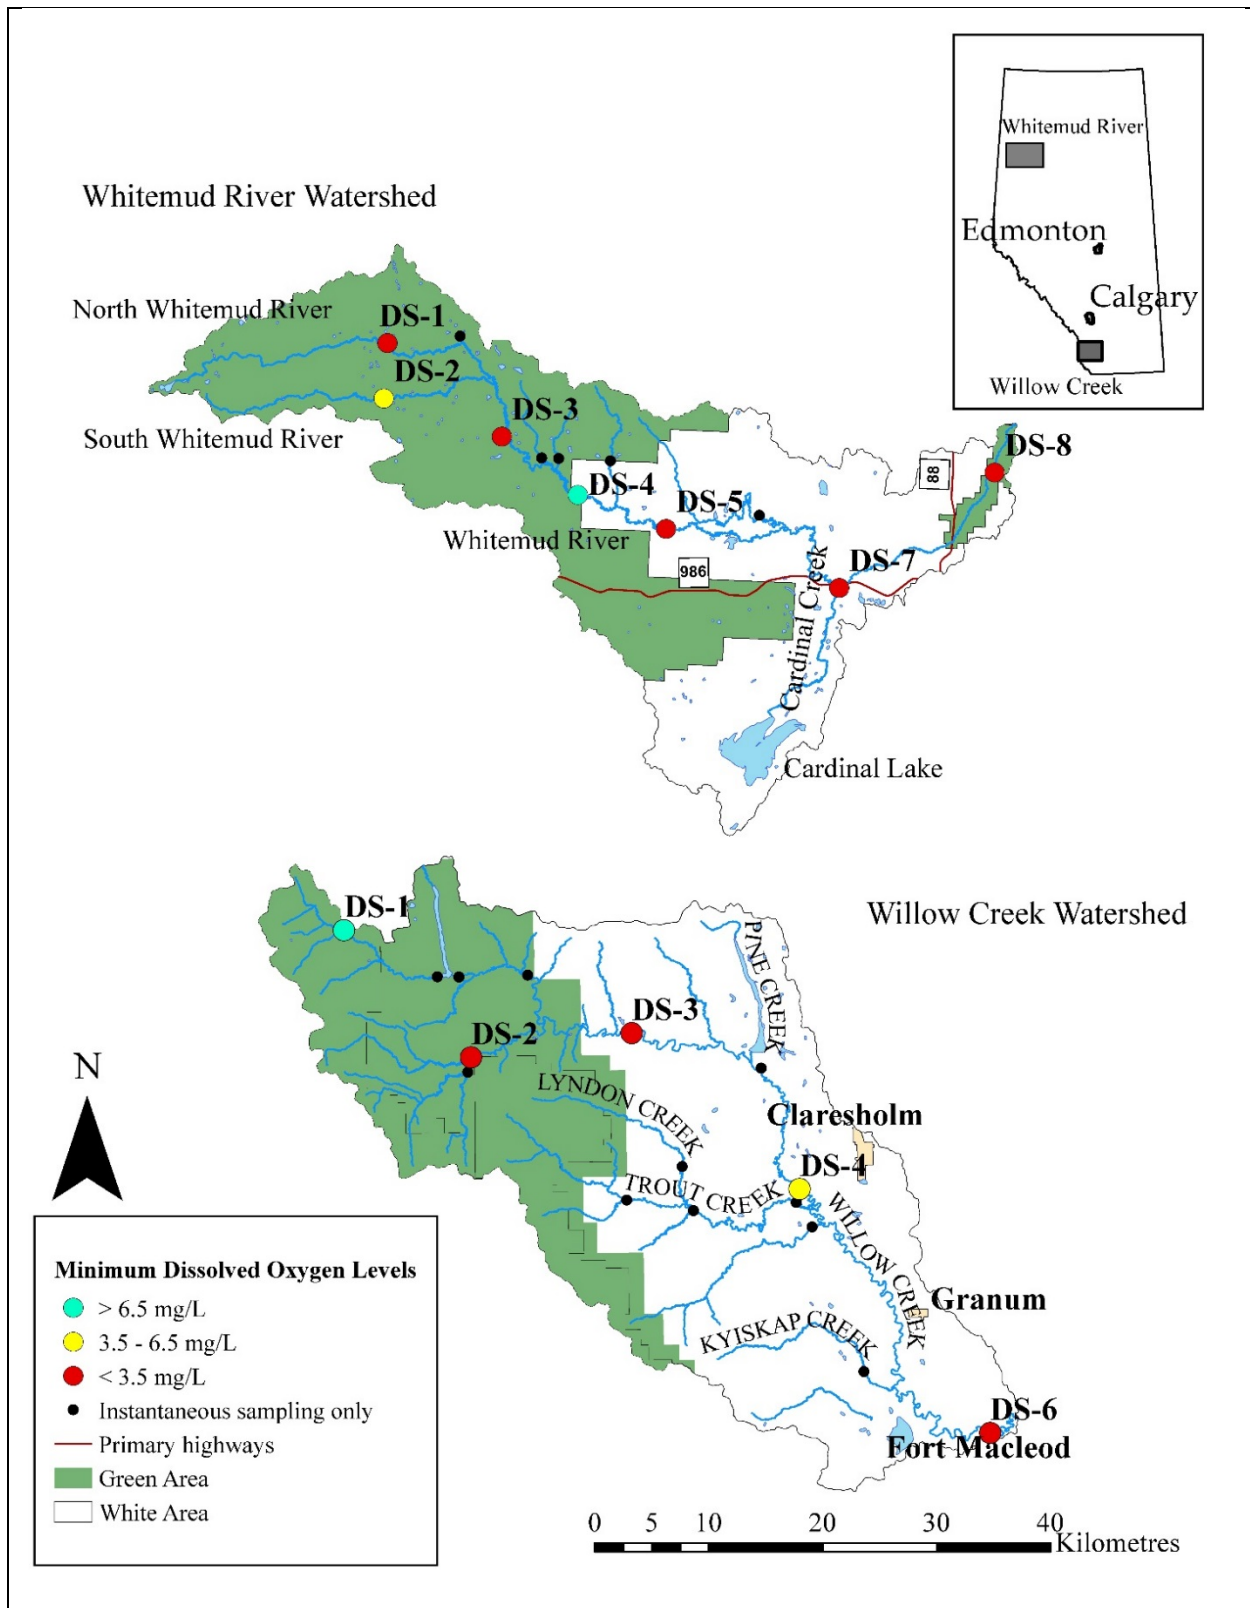 Whitemud River
Edmonton
Calgary
Willow Creek
Whitemud River Watershed
North Whitemud River
DS-1
DS-2
South Whitemud River
DS-3
DS-4
DS-5
Whitemud River
986
88
DS-8
DS-7
Cardinal Creek
Cardinal Lake
Willow Creek Watershed
DS-1
DS-2
DS-3
PINE CREEK
LYNDON CREEK
Claresholm
DS-4
TROUT CREEK
WILLOW CREEK
Granum
KYISKAP CREEK
DS-6
Fort Macleod
N
Minimum Dissolved Oxygen Levels
> 6.5 mg/L
3.5 - 6.5 mg/L
< 3.5 mg/L
Instantaneous sampling only
Primary highways
Green Area
White Area
0 5 10 20 30 40
Kilometres